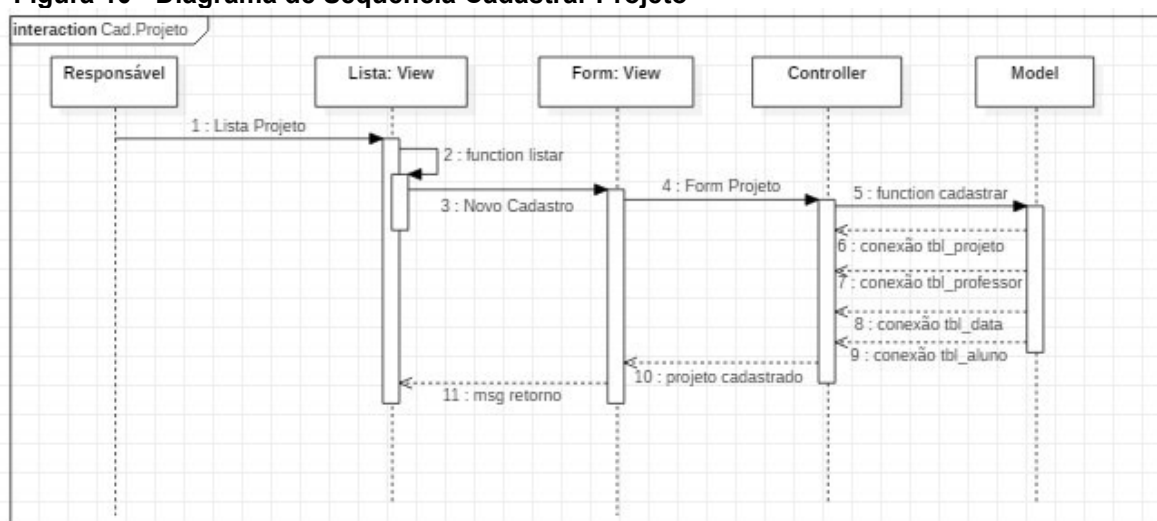 Figura 10 - Diagrama de Sequência Cadastrar Projeto
interaction Cad.Projeto
Responsável
Lista: View
Form: View
Controller
Model
1 : Lista Projeto
2 : function listar
3 : Novo Cadastro
4 : Form Projeto
5 : function cadastrar
6 : conexão tbl_projeto
7 : conexão tbl_professor
8 : conexão tbl_data
9 : conexão tbl_aluno
10 : projeto cadastrado
11 : msg retorno